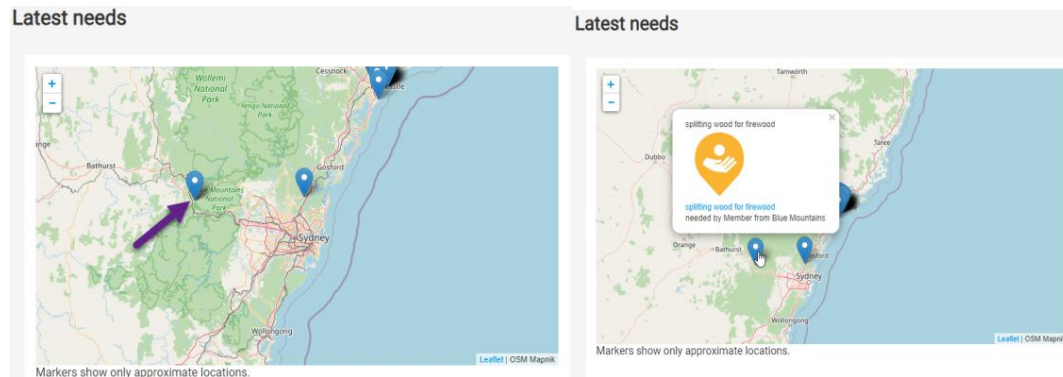 Latest needs
+
−
Wollemi
National
Park
Cessnock
Yengo National
Park
Bathurst
Gosford
Mountains
National
Park
Sydney
Wollongong
Leaflet | OSM Mapnik
Markers show only approximate locations.
Latest needs
+
−
Tamworth
splitting wood for firewood
×
Taree
Dubbo
splitting wood for firewood
needed by Member from Blue Mountains
Orange
Bathurst
Sydney
Wollongong
Leaflet | OSM Mapnik
Markers show only approximate locations.